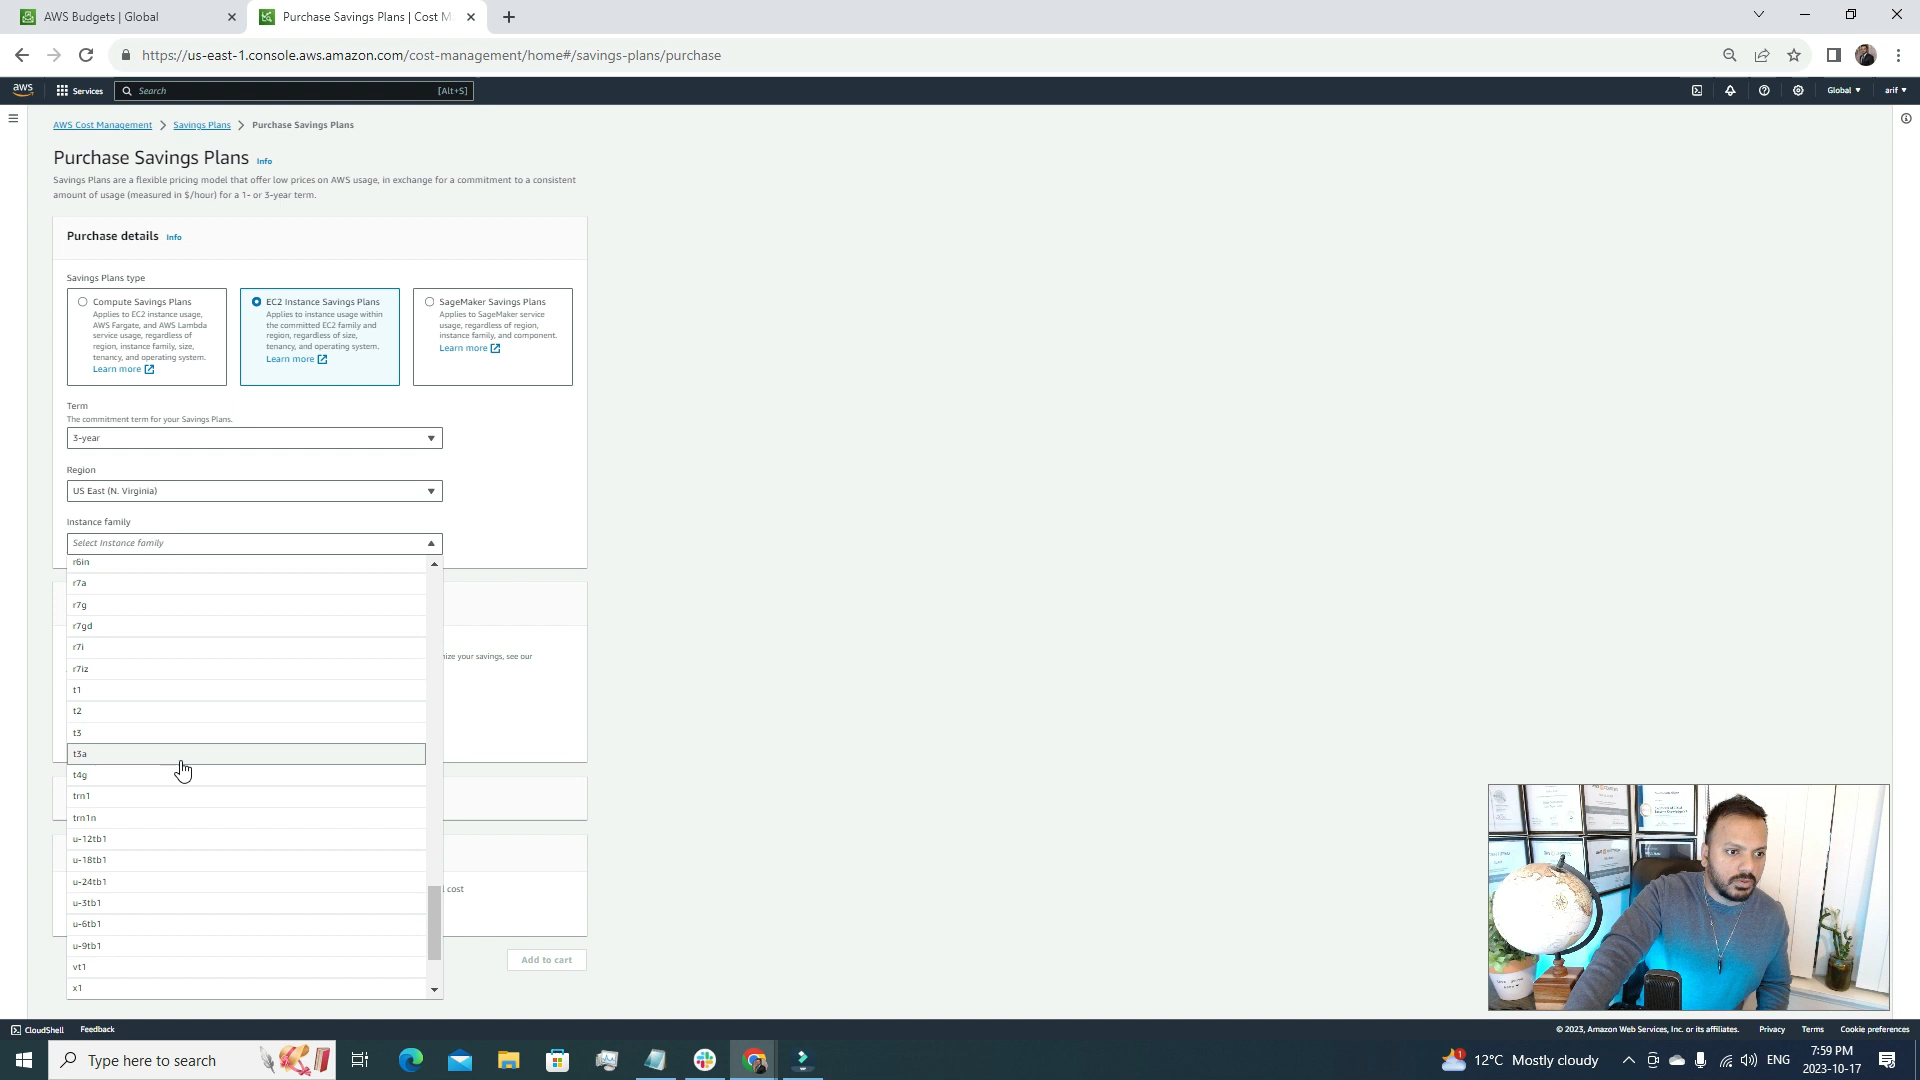 AWS Budgets | Global
Purchase Savings Plans | Cost M
https://us-east-1.console.aws.amazon.com/cost-management/home#/savings-plans/purchase
aws
Services
Search
[Alt+S]
Global
arif
AWS Cost Management
Savings Plans
Purchase Savings Plans
Purchase Savings Plans Info
Savings Plans are a flexible pricing model that offer low prices on AWS usage, in exchange for a commitment to a consistent
amount of usage (measured in $/hour) for a 1- or 3-year term.
Purchase details Info
Savings Plans type
Compute Savings Plans
Applies to EC2 instance usage,
AWS Fargate, and AWS Lambda
service usage, regardless of
region, instance family, size,
tenancy, and operating system.
Learn more
EC2 Instance Savings Plans
Applies to instance usage within
the committed EC2 family and
region, regardless of size,
tenancy, and operating system.
Learn more
SageMaker Savings Plans
Applies to SageMaker service
usage, regardless of region,
instance family, and component.
Learn more
Term
The commitment term for your Savings Plans.
3-year
Region
US East (N. Virginia)
Instance family
Select Instance family
r6in
r7a
r7g
r7gd
r7i
ize your savings, see our
r7iz
t1
t2
t3
t3a
t4g
trn1
trn1n
u-12tb1
u-18tb1
u-24tb1
l cost
u-3tb1
u-6tb1
u-9tb1
vt1
x1
Add to cart
CloudShell
Feedback
© 2023, Amazon Web Services, Inc. or its affiliates.
Privacy
Terms
Cookie preferences
Type here to search
1
12°C Mostly cloudy
ENG
7:59 PM
2023-10-17